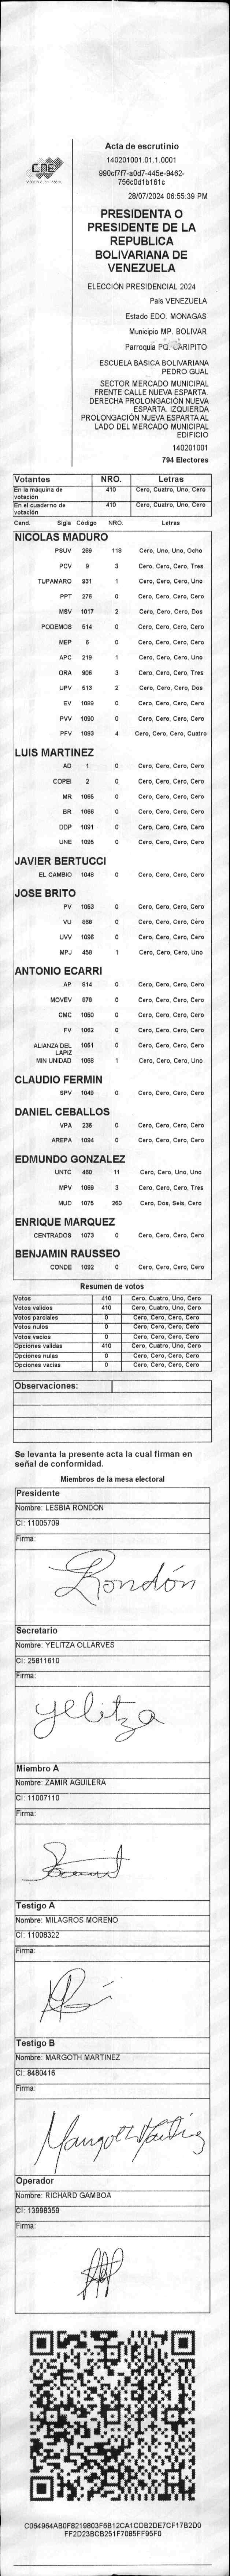 CNE
Acta de escrutinio
140201001.01.1.0001
990cf7f7-a0d7-445e-9462-
756c0d1b161c
28/07/2024 06:55:39 PM
PRESIDENTA O
PRESIDENTE DE LA
REPUBLICA
BOLIVARIANA DE
VENEZUELA
ELECCIÓN PRESIDENCIAL 2024
País VENEZUELA
Estado EDO. MONAGAS
Municipio MP. BOLIVAR
Parroquia PQ. CARIPITO
ESCUELA BASICA BOLIVARIANA
PEDRO GUAL
SECTOR MERCADO MUNICIPAL
FRENTE CALLE NUEVA ESPARTA.
DERECHA PROLONGACIÓN NUEVA
ESPARTA. IZQUIERDA
PROLONGACIÓN NUEVA ESPARTA AL
LADO DEL MERCADO MUNICIPAL
EDIFICIO
140201001
794 Electores
Votantes NRO. Letras
En la máquina de votación 410 Cero, Cuatro, Uno, Cero
En el cuaderno de votación 410 Cero, Cuatro, Uno, Cero
Cand. Sigla Código NRO. Letras
NICOLAS MADURO
PSUV 269 118 Cero, Uno, Uno, Ocho
PCV 9 3 Cero, Cero, Cero, Tres
TUPAMARO 931 1 Cero, Cero, Cero, Uno
PPT 276 0 Cero, Cero, Cero, Cero
MSV 1017 2 Cero, Cero, Cero, Dos
PODEMOS 514 0 Cero, Cero, Cero, Cero
MEP 6 0 Cero, Cero, Cero, Cero
APC 219 1 Cero, Cero, Cero, Uno
ORA 906 3 Cero, Cero, Cero, Tres
UPV 513 2 Cero, Cero, Cero, Dos
EV 1089 0 Cero, Cero, Cero, Cero
PVV 1090 0 Cero, Cero, Cero, Cero
PFV 1093 4 Cero, Cero, Cero, Cuatro
LUIS MARTINEZ
AD 1 0 Cero, Cero, Cero, Cero
COPEI 2 0 Cero, Cero, Cero, Cero
MR 1065 0 Cero, Cero, Cero, Cero
BR 1066 0 Cero, Cero, Cero, Cero
DDP 1091 0 Cero, Cero, Cero, Cero
UNE 1095 0 Cero, Cero, Cero, Cero
JAVIER BERTUCCI
EL CAMBIO 1048 0 Cero, Cero, Cero, Cero
JOSE BRITO
PV 1053 0 Cero, Cero, Cero, Cero
VU 868 0 Cero, Cero, Cero, Cero
UVV 1096 0 Cero, Cero, Cero, Cero
MPJ 458 1 Cero, Cero, Cero, Uno
ANTONIO ECARRI
AP 914 0 Cero, Cero, Cero, Cero
MOVEV 878 0 Cero, Cero, Cero, Cero
CMC 1050 0 Cero, Cero, Cero, Cero
FV 1062 0 Cero, Cero, Cero, Cero
ALIANZA DEL LAPIZ 1051 0 Cero, Cero, Cero, Cero
MIN UNIDAD 1068 1 Cero, Cero, Cero, Uno
CLAUDIO FERMIN
SPV 1049 0 Cero, Cero, Cero, Cero
DANIEL CEBALLOS
VPA 236 0 Cero, Cero, Cero, Cero
AREPA 1094 0 Cero, Cero, Cero, Cero
EDMUNDO GONZALEZ
UNTC 460 11 Cero, Cero, Uno, Uno
MPV 1069 3 Cero, Cero, Cero, Tres
MUD 1075 260 Cero, Dos, Seis, Cero
ENRIQUE MARQUEZ
CENTRADOS 1073 0 Cero, Cero, Cero, Cero
BENJAMIN RAUSSEO
CONDE 1092 0 Cero, Cero, Cero, Cero
Resumen de votos
Votos 410 Cero, Cuatro, Uno, Cero
Votos validos 410 Cero, Cuatro, Uno, Cero
Votos parciales 0 Cero, Cero, Cero, Cero
Votos nulos 0 Cero, Cero, Cero, Cero
Votos vacios 0 Cero, Cero, Cero, Cero
Opciones validas 410 Cero, Cuatro, Uno, Cero
Opciones nulas 0 Cero, Cero, Cero, Cero
Opciones vacias 0 Cero, Cero, Cero, Cero
Observaciones:
Se levanta la presente acta la cual firman en
señal de conformidad.
Miembros de la mesa electoral
Presidente
Nombre: LESBIA RONDON
CI: 11005709
Firma:
Rondón
Secretario
Nombre: YELITZA OLLARVES
CI: 25811610
Firma:
Yelitza
Miembro A
Nombre: ZAMIR AGUILERA
CI: 11007110
Firma:
Testigo A
Nombre: MILAGROS MORENO
CI: 11008322
Firma:
Testigo B
Nombre: MARGOTH MARTINEZ
CI: 8480416
Firma:
Margoth Martínez
Operador
Nombre: RICHARD GAMBOA
CI: 13998359
Firma:
C064964AB0F8219803F6B12CA1CDB2DE7CF17B2D0
FF2D23BCB251F7085FF95F0